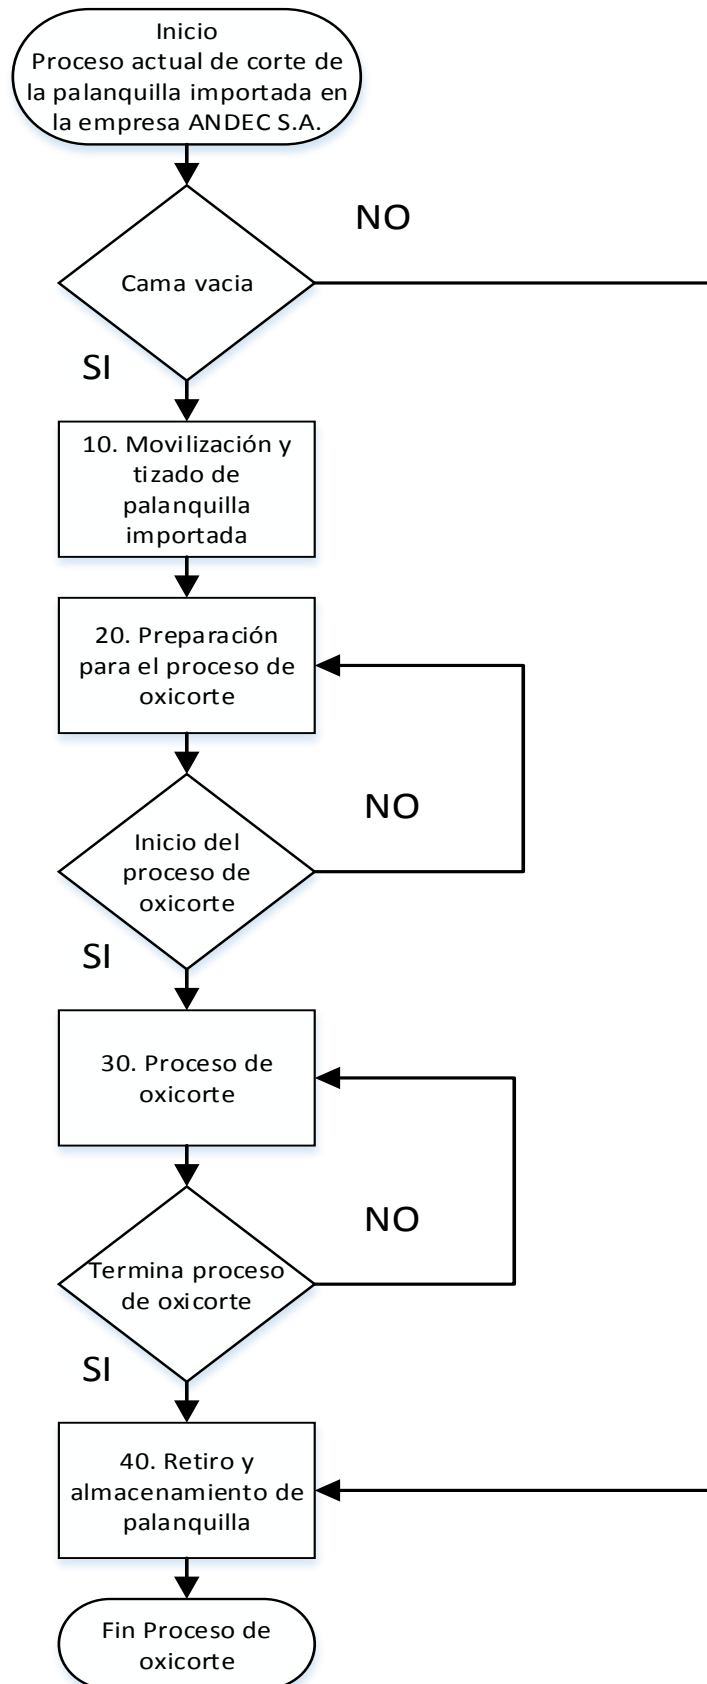 Inicio
Proceso actual de corte de
la palanquilla importada en
la empresa ANDEC S.A.
NO
Cama vacia
SI
10. Movilización y
tizado de
palanquilla
importada
20. Preparación
para el proceso de
oxicorte
NO
Inicio del
proceso de
oxicorte
SI
30. Proceso de
oxicorte
NO
Termina proceso
de oxicorte
SI
40. Retiro y
almacenamiento de
palanquilla
Fin Proceso de
oxicorte